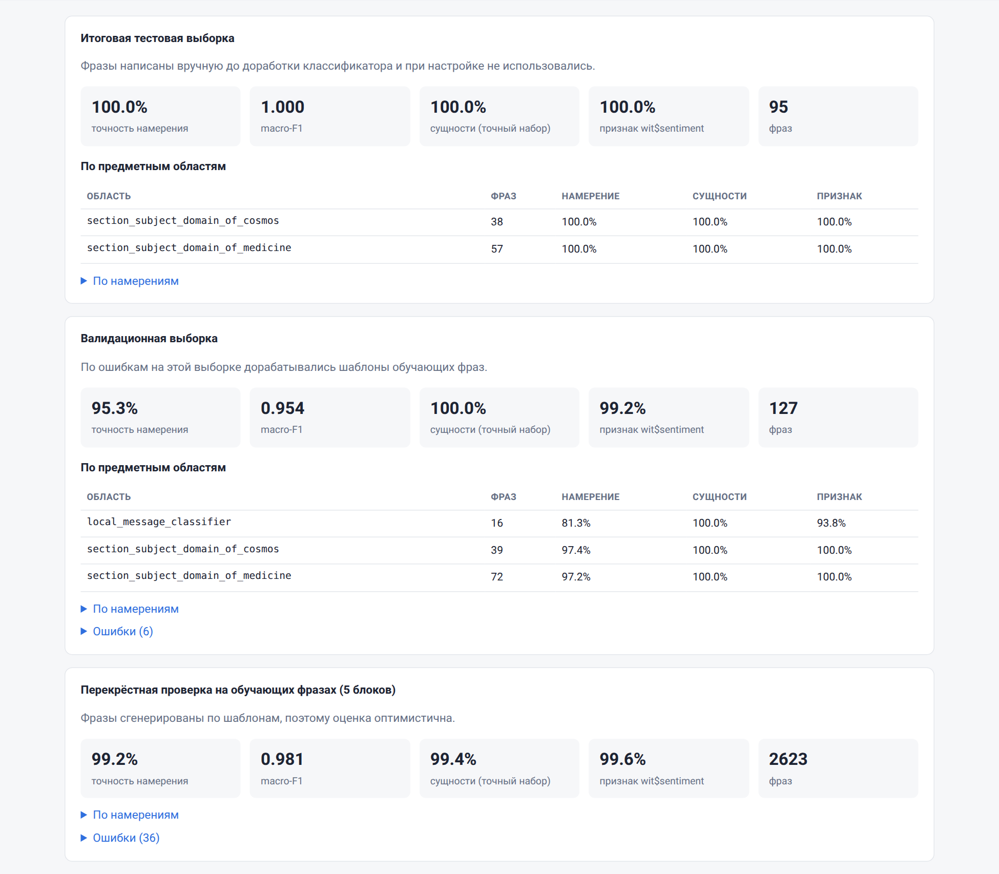 Итоговая тестовая выборка
Фразы написаны вручную до доработки классификатора и при настройке не использовались.
100.0% 1.000 100.0% 100.0% 95
точность намерения macro-F1 сущности (точный набор) признак wit$sentiment фраз
По предметным областям
ОБЛАСТЬ ФРАЗ НАМЕРЕНИЕ СУЩНОСТИ ПРИЗНАК
section_subject_domain_of_cosmos 38 100.0% 100.0% 100.0%
section_subject_domain_of_medicine 57 100.0% 100.0% 100.0%
По намерениям
Валидационная выборка
По ошибкам на этой выборке дорабатывались шаблоны обучающих фраз.
95.3% 0.954 100.0% 99.2% 127
точность намерения macro-F1 сущности (точный набор) признак wit$sentiment фраз
По предметным областям
ОБЛАСТЬ ФРАЗ НАМЕРЕНИЕ СУЩНОСТИ ПРИЗНАК
local_message_classifier 16 81.3% 100.0% 93.8%
section_subject_domain_of_cosmos 39 97.4% 100.0% 100.0%
section_subject_domain_of_medicine 72 97.2% 100.0% 100.0%
По намерениям
Ошибки (6)
Перекрёстная проверка на обучающих фразах (5 блоков)
Фразы сгенерированы по шаблонам, поэтому оценка оптимистична.
99.2% 0.981 99.4% 99.6% 2623
точность намерения macro-F1 сущности (точный набор) признак wit$sentiment фраз
По намерениям
Ошибки (36)